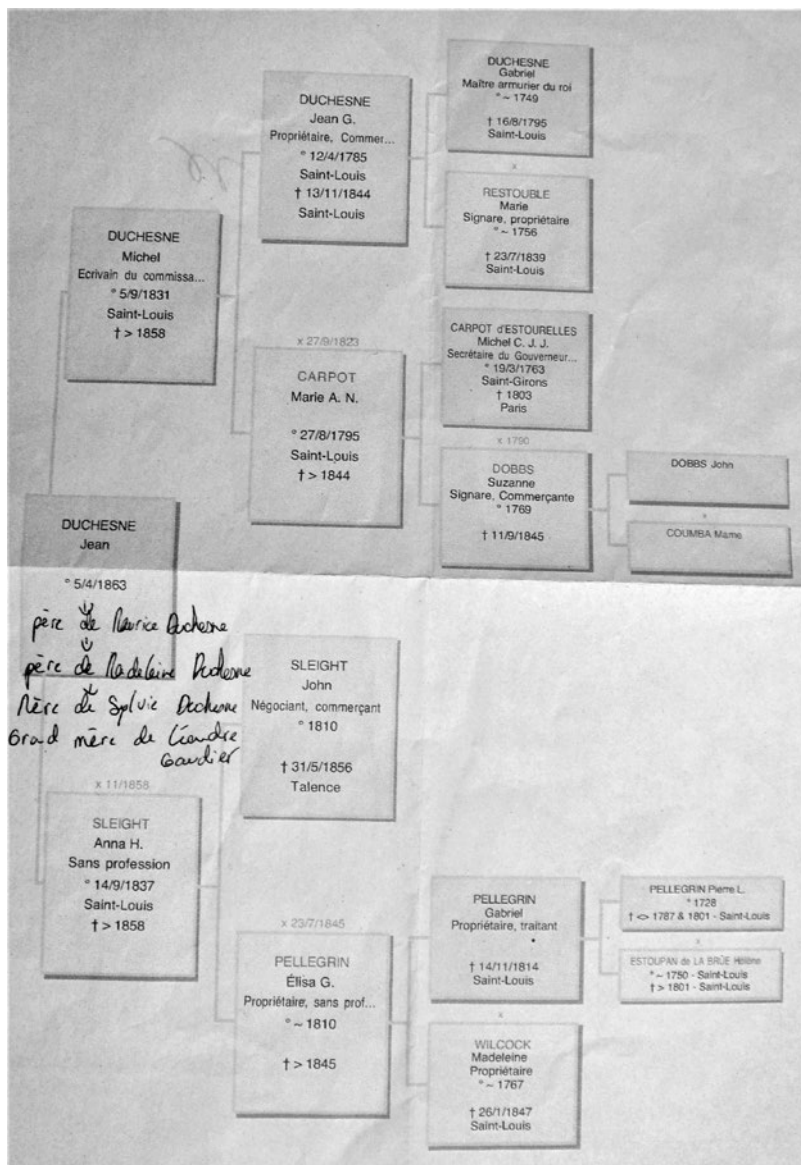 DUCHESNE
Gabriel
Maître armurier du roi
° ~ 1749
† 16/8/1795
Saint-Louis
x
RESTOUBLE
Marie
Signare, propriétaire
° ~ 1756
† 23/7/1839
Saint-Louis
DUCHESNE
Jean G.
Propriétaire, Commer...
° 12/4/1785
Saint-Louis
† 13/11/1844
Saint-Louis
DUCHESNE
Michel
Ecrivain du commissa...
° 5/9/1831
Saint-Louis
† > 1858
x 27/9/1823
CARPOT
Marie A. N.
° 27/8/1795
Saint-Louis
† > 1844
CARPOT d'ESTOURELLES
Michel C. J. J.
Secrétaire du Gouverneur...
° 19/3/1763
Saint-Girons
† 1803
Paris
x 1790
DOBBS
Suzanne
Signare, Commerçante
° 1769
† 11/9/1845
DOBBS John
x
COUMBA Mame
DUCHESNE
Jean
° 5/4/1863
père de Maurice Duchesne
père de Madeleine Duchesne
Mère de Sylvie Duchesne
Grand mère de Léandre
Gaudier
x 11/1858
SLEIGHT
Anna H.
Sans profession
° 14/9/1837
Saint-Louis
† > 1858
SLEIGHT
John
Négociant, commerçant
° 1810
† 31/5/1856
Talence
x 23/7/1845
PELLEGRIN
Élisa G.
Propriétaire, sans prof...
° ~ 1810
† > 1845
PELLEGRIN
Gabriel
Propriétaire, traitant
† 14/11/1814
Saint-Louis
x
WILCOCK
Madeleine
Propriétaire
° ~ 1767
† 26/1/1847
Saint-Louis
PELLEGRIN Pierre L.
° 1728
† <> 1787 & 1801 - Saint-Louis
x
ESTOUPAN de LA BRÛE Hélène
° ~ 1750 - Saint-Louis
† > 1801 - Saint-Louis